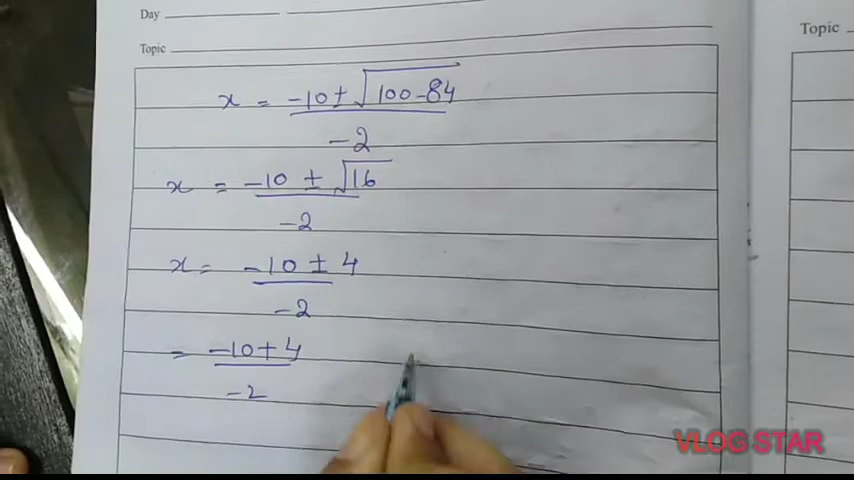 Day
Topic
Topic
x = -10 ± √100-84
-2
x = -10 ± √16
-2
x = -10 ± 4
-2
= -10 + 4
-2
VLOG STAR